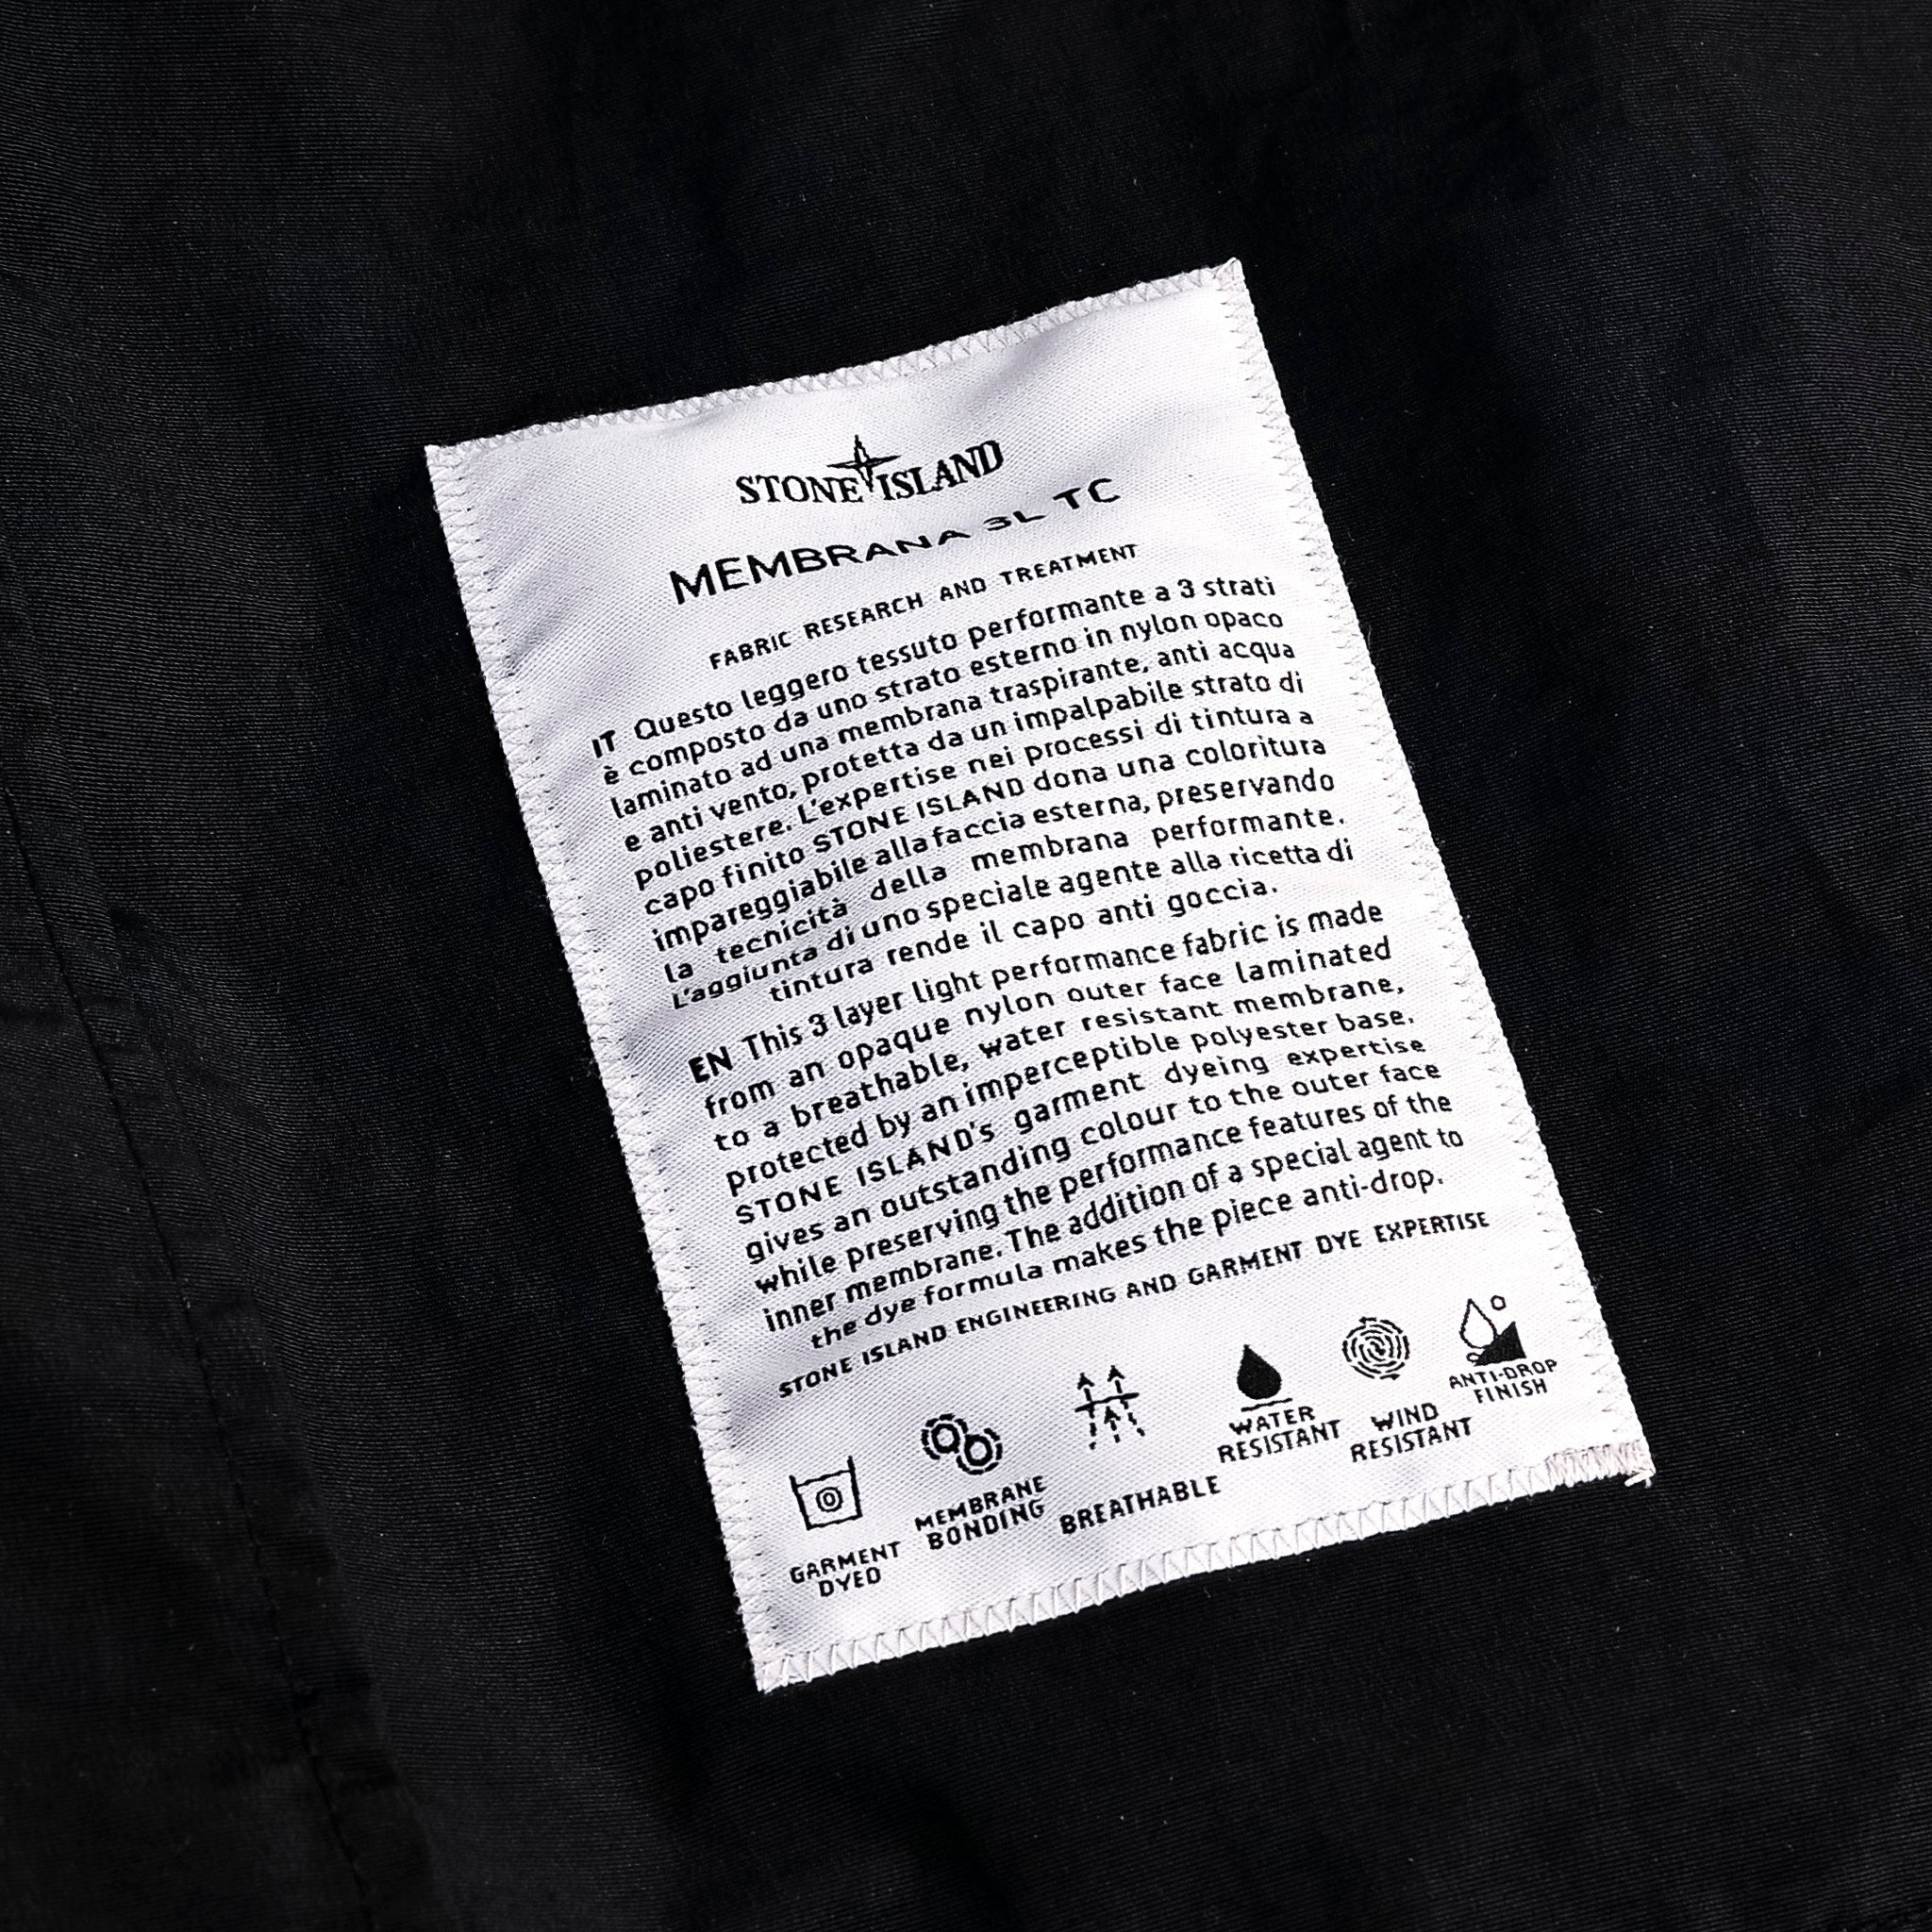 STONE ISLAND
MEMBRANA 3L TC
FABRIC RESEARCH AND TREATMENT
IT Questo leggero tessuto performante a 3 strati
è composto da uno strato esterno in nylon opaco
laminato ad una membrana traspirante, anti acqua
e anti vento, protetta da un impalpabile strato di
poliestere. L'expertise nei processi di tintura a
capo finito STONE ISLAND dona una coloritura
impareggiabile alla faccia esterna, preservando
la tecnicità della membrana performante.
L'aggiunta di uno speciale agente alla ricetta di
tintura rende il capo anti goccia.
EN This 3 layer light performance fabric is made
from an opaque nylon outer face laminated
to a breathable, water resistant membrane,
protected by an imperceptible polyester base.
STONE ISLAND's garment dyeing expertise
gives an outstanding colour to the outer face
while preserving the performance features of the
inner membrane. The addition of a special agent to
the dye formula makes the piece anti-drop.
STONE ISLAND ENGINEERING AND GARMENT DYE EXPERTISE
GARMENT
DYED
MEMBRANE
BONDING
BREATHABLE
WATER
RESISTANT
WIND
RESISTANT
ANTI-DROP
FINISH